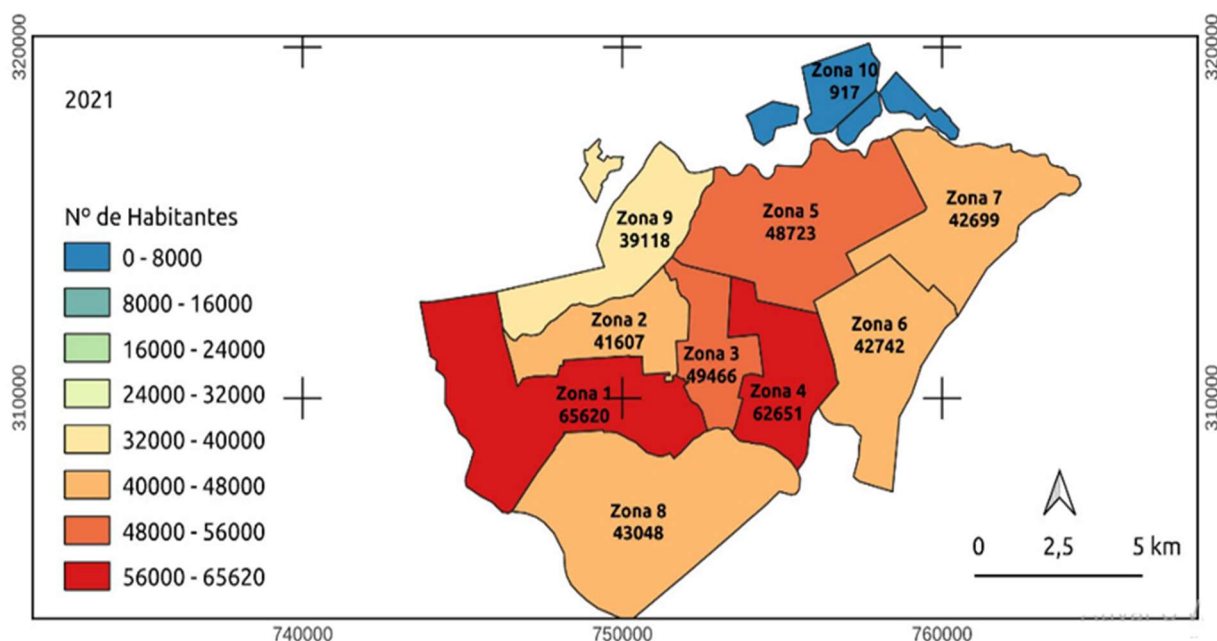 320000
320000
2021
Zona 10
917
Zona 7
42699
Zona 5
48723
Zona 9
39118
Nº de Habitantes
0 - 8000
8000 - 16000
16000 - 24000
24000 - 32000
32000 - 40000
40000 - 48000
48000 - 56000
56000 - 65620
Zona 2
41607
Zona 6
42742
Zona 3
49466
Zona 1
65620
Zona 4
62651
310000
310000
Zona 8
43048
0 2,5 5 km
740000 750000 760000